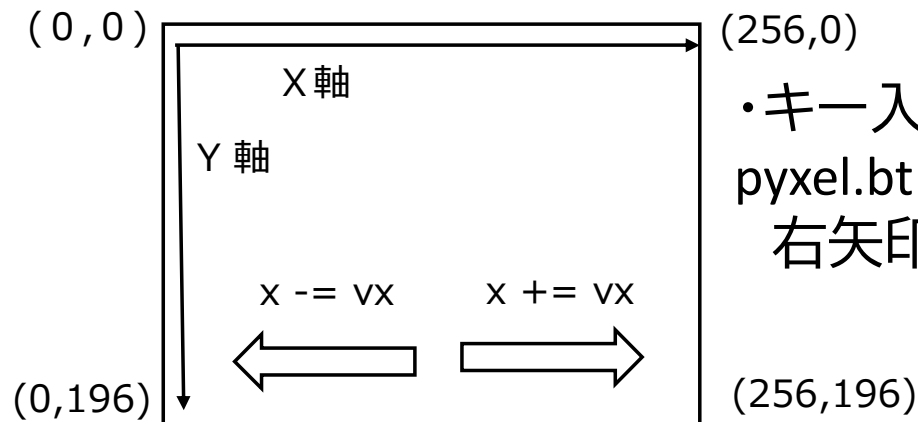 (0,0)
(256,0)
X軸
Y 軸
・キー入
pyxel.bt
右矢印
x -= vx
x += vx
(0,196)
(256,196)